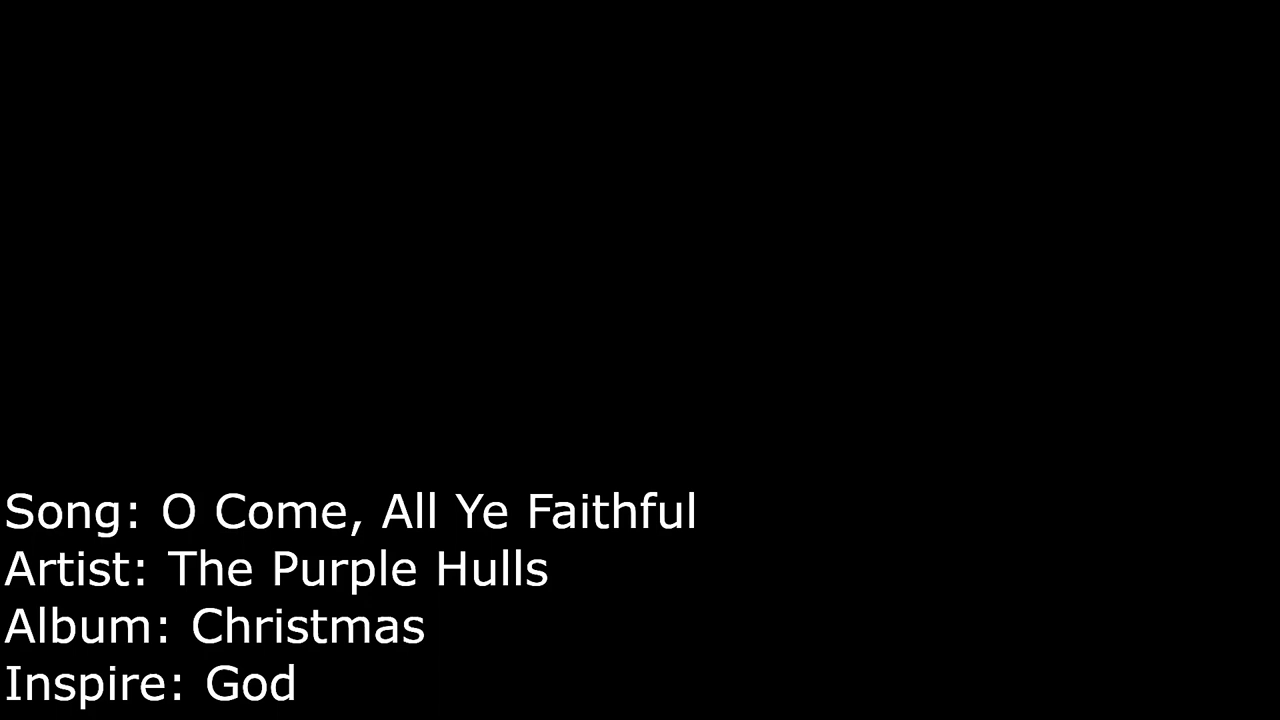 Song: O Come, All Ye Faithful
Artist: The Purple Hulls
Album: Christmas
Inspire: God